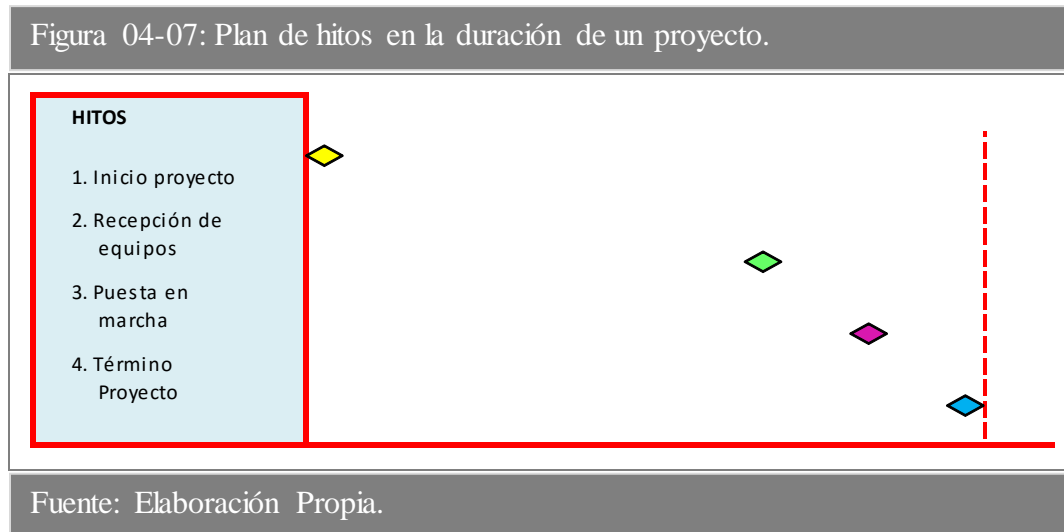 Figura 04-07: Plan de hitos en la duración de un proyecto.
HITOS
1. Inicio proyecto
2. Recepción de
equipos
3. Puesta en
marcha
4. Término
Proyecto
Fuente: Elaboración Propia.